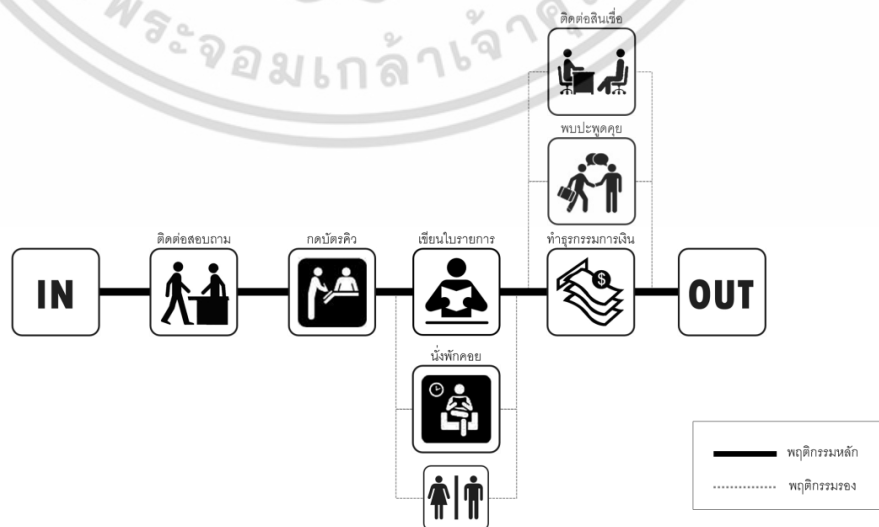 พระจอมเกล้าเจ้าคุ
ติดต่อสินเชื่อ
พบปะพูดคุย
ติดต่อสอบถาม
กดบัตรคิว
เขียนใบรายการ
ทำธุรกรรมการเงิน
IN
$
OUT
นั่งพักคอย
พฤติกรรมหลัก
พฤติกรรมรอง